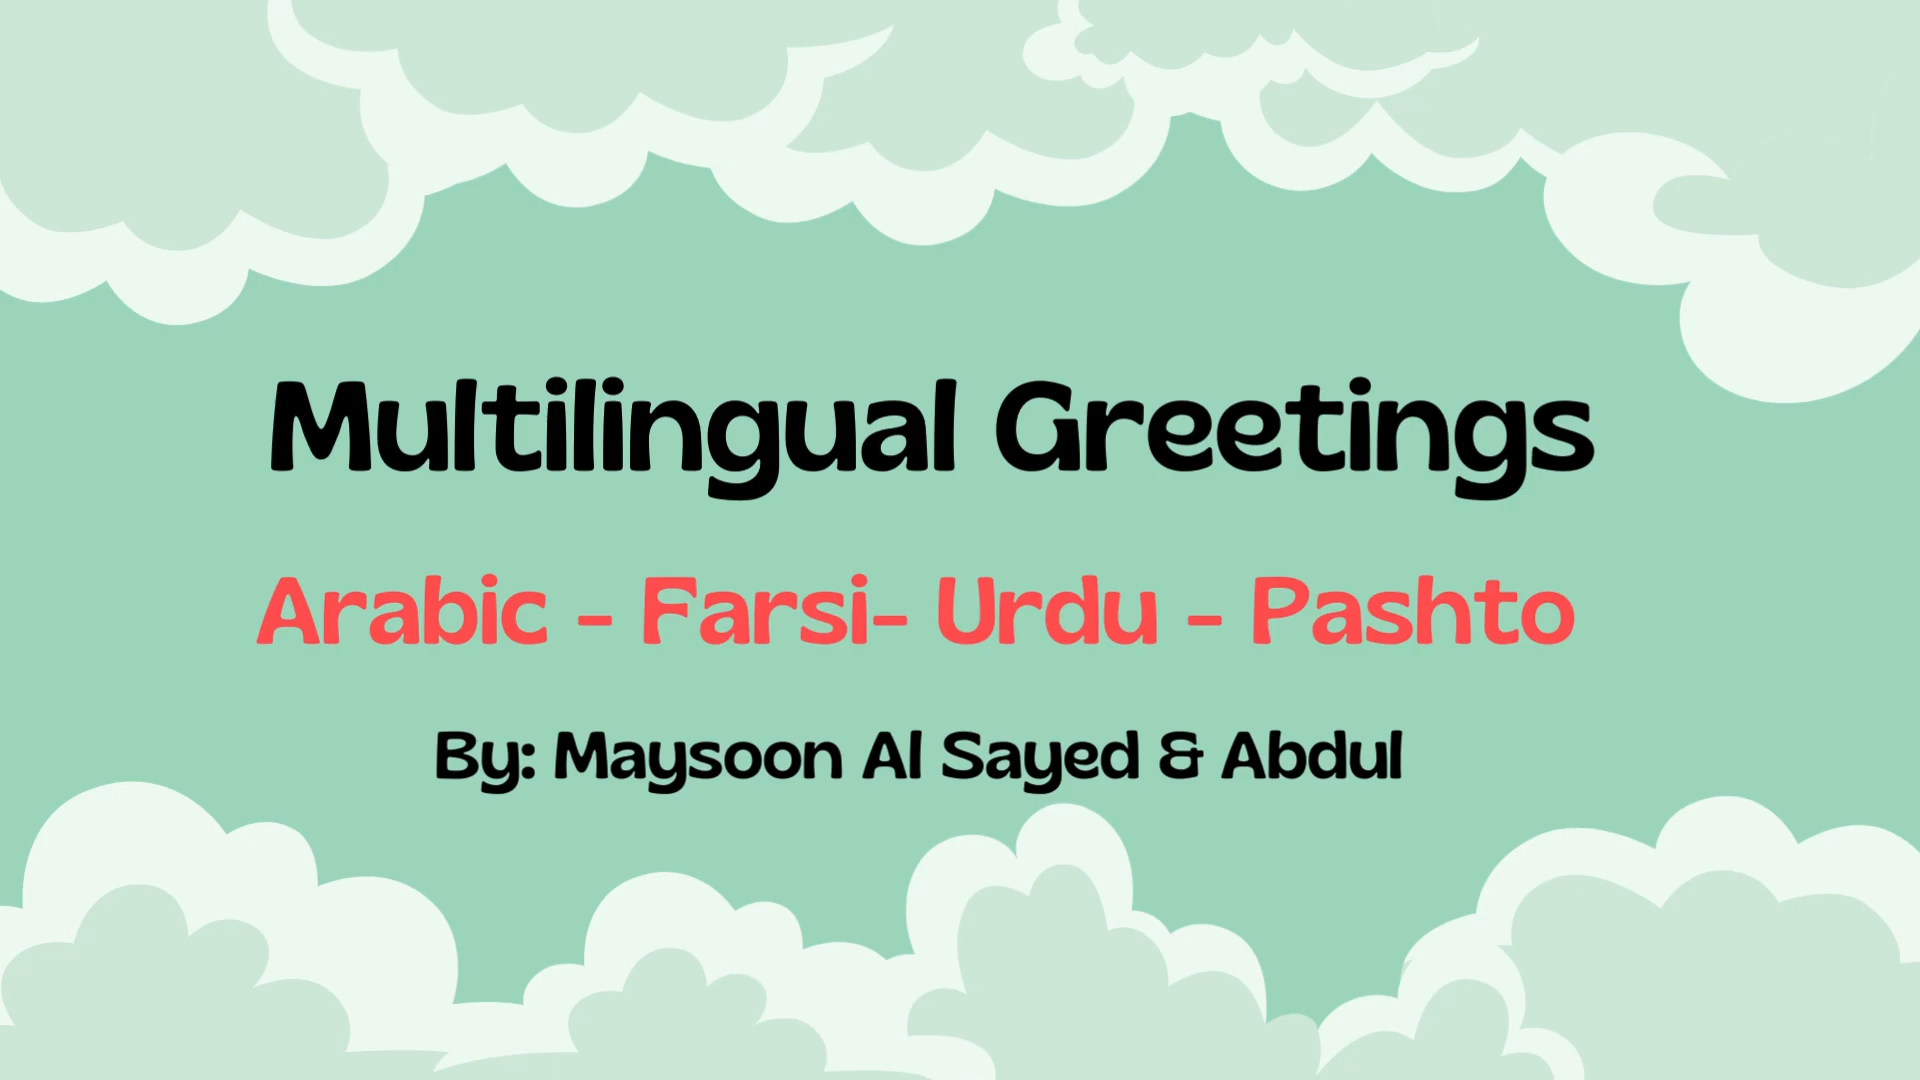 Multilingual Greetings
Arabic - Farsi- Urdu - Pashto
By: Maysoon Al Sayed & Abdul